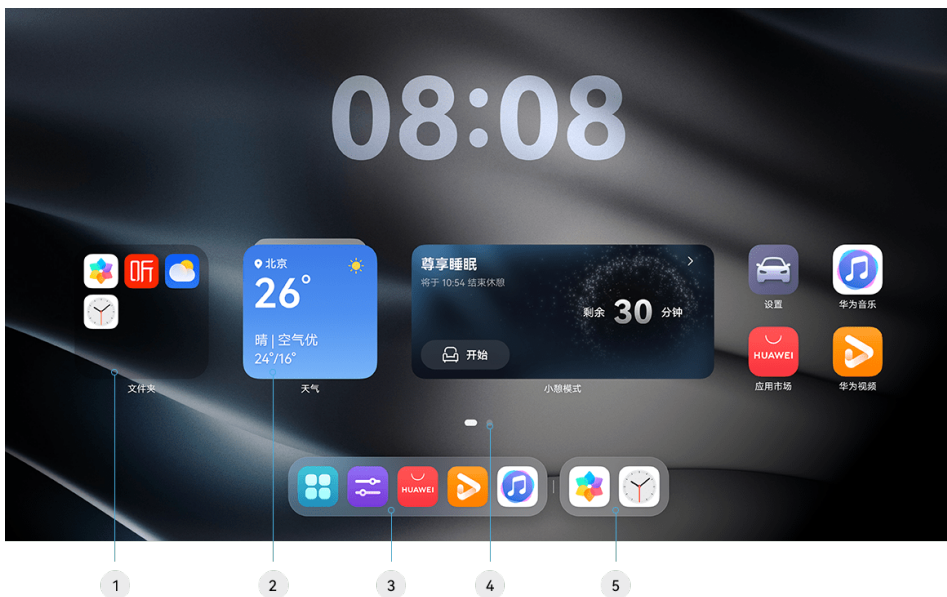 08:08
听
北京
26°
晴 | 空气优
24°/16°
天气
文件夹
尊享睡眠
将于 10:54 结束休憩
剩余 30 分钟
开始
小憩模式
设置
华为音乐
HUAWEI
应用市场
华为视频
HUAWEI
1
2
3
4
5